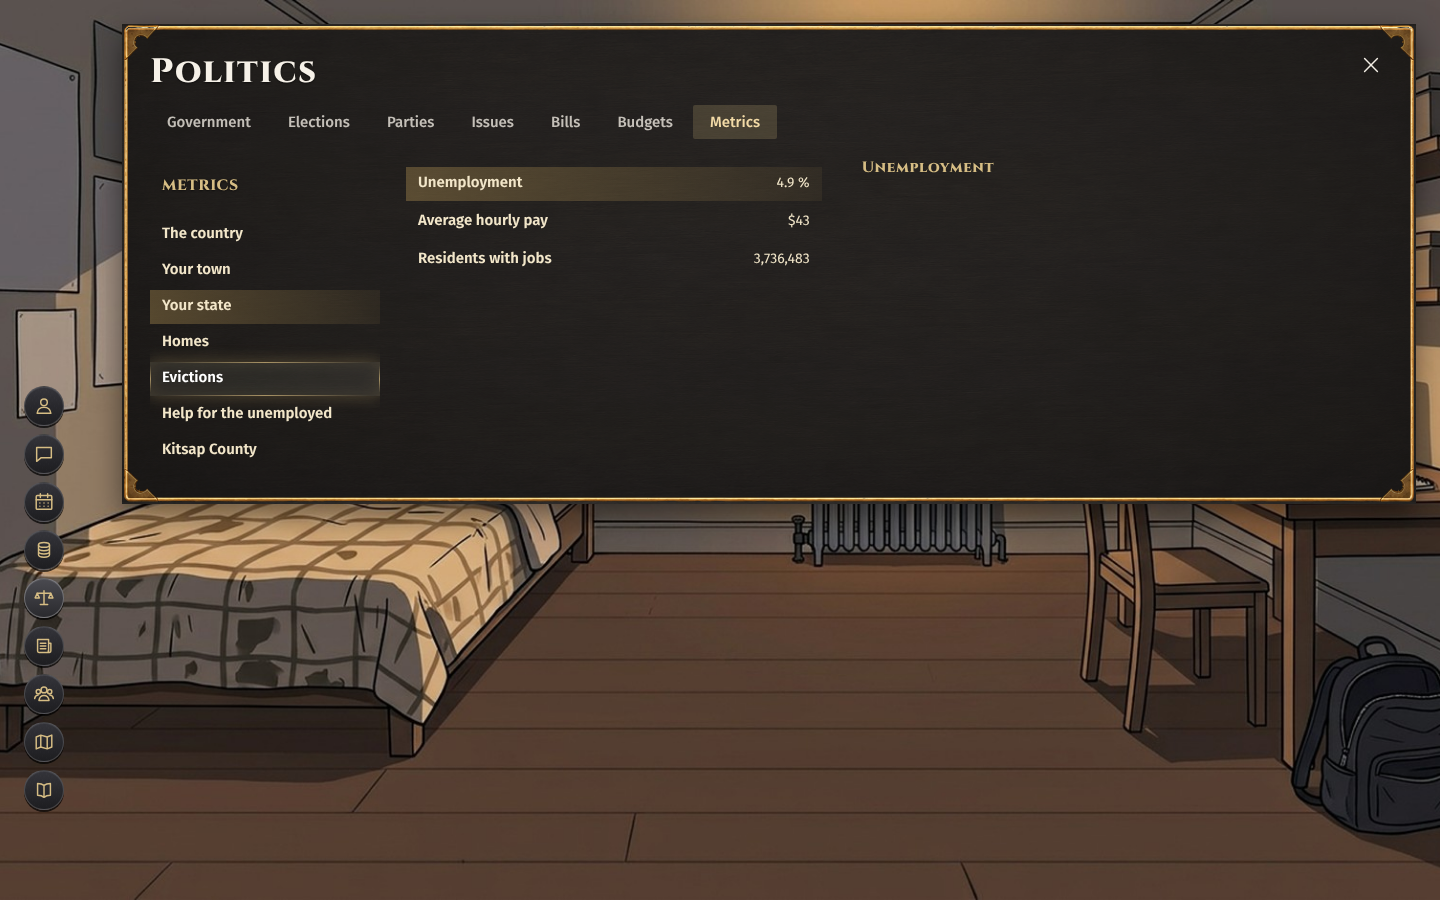 Politics
Government Elections Parties Issues Bills Budgets Metrics
Metrics
The country
Your town
Your state
Homes
Evictions
Help for the unemployed
Kitsap County
Unemployment 4.9 %
Average hourly pay $43
Residents with jobs 3,736,483
Unemployment